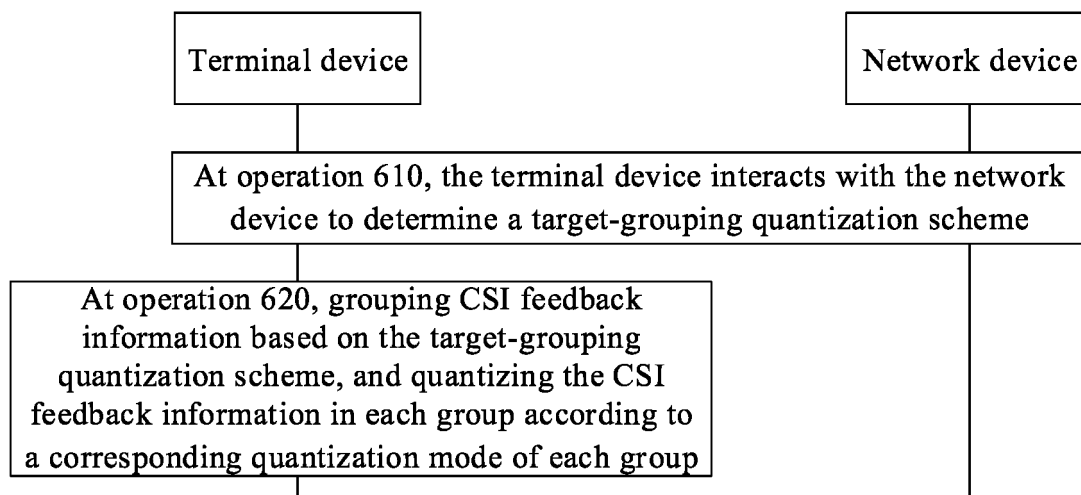 Terminal device
Network device
At operation 610, the terminal device interacts with the network
device to determine a target-grouping quantization scheme
At operation 620, grouping CSI feedback
information based on the target-grouping
quantization scheme, and quantizing the CSI
feedback information in each group according to
a corresponding quantization mode of each group